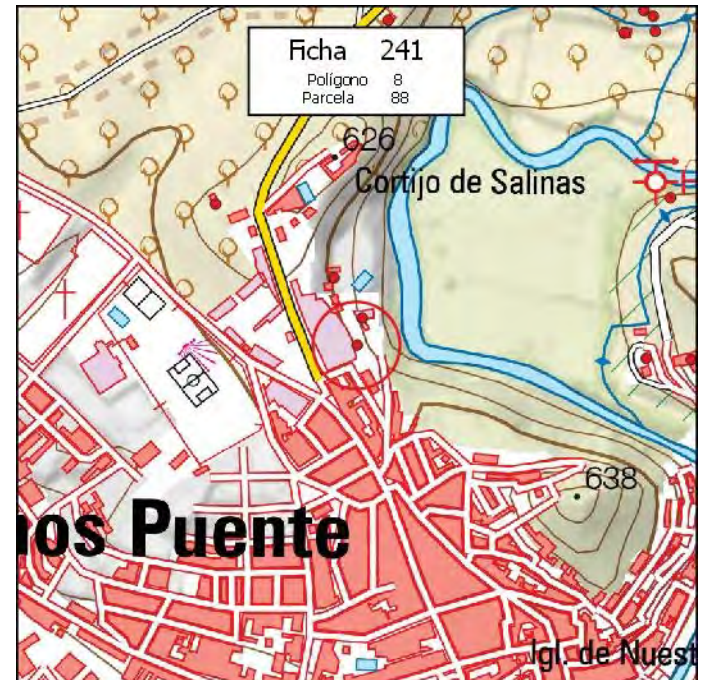 Ficha 241
Polígono 8
Parcela 88
626
Cortijo de Salinas
638
nos Puente
Igl. de Nuest